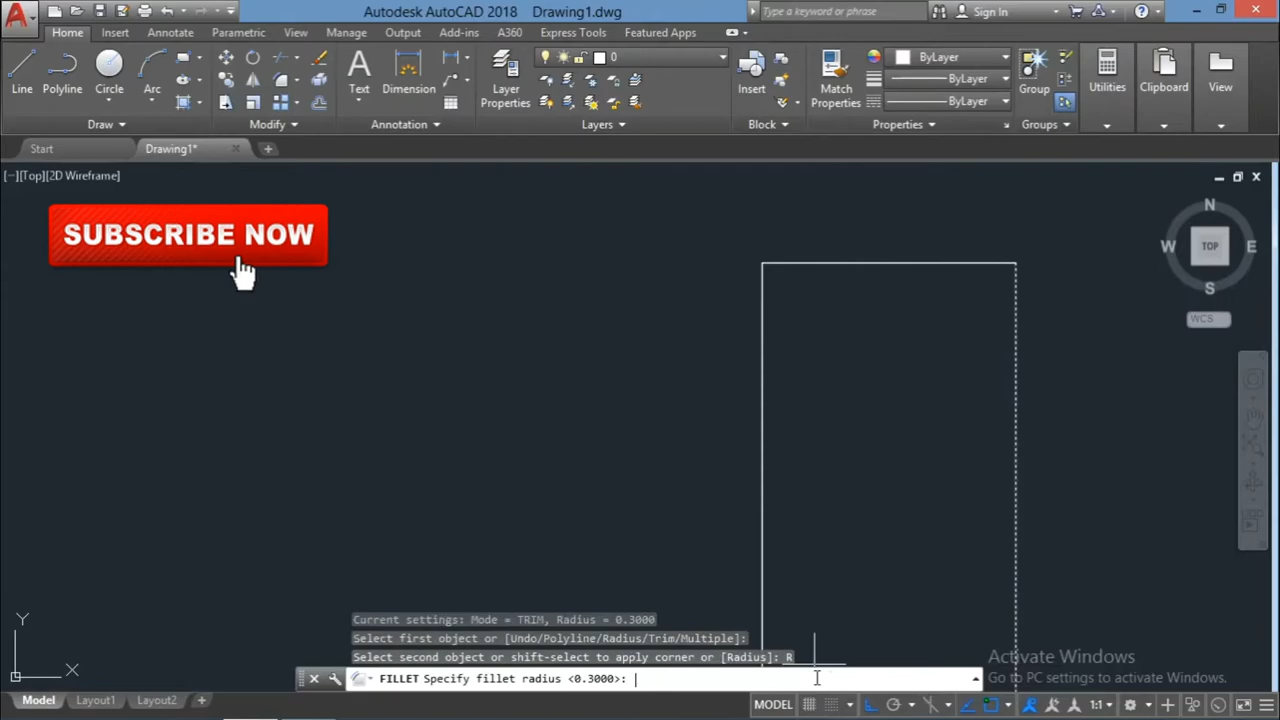 Autodesk AutoCAD 2018 Drawing1.dwg
Type a keyword or phrase
Sign In
Home Insert Annotate Parametric View Manage Output Add-ins A360 Express Tools Featured Apps
Line Polyline Circle Arc
Text Dimension
Layer
Properties
0
Insert
Match
Properties
ByLayer
ByLayer
ByLayer
Group
Utilities
Clipboard
View
Draw Modify Annotation Layers Block Properties Groups
Start Drawing1*
[−][Top][2D Wireframe]
SUBSCRIBE NOW
N
W TOP E
S
WCS
Y
X
Current settings: Mode = TRIM, Radius = 0.3000
Select first object or [Undo/Polyline/Radius/Trim/Multiple]:
Select second object or shift-select to apply corner or [Radius]: R
FILLET Specify fillet radius <0.3000>:
Activate Windows
Go to PC settings to activate Windows.
Model Layout1 Layout2
MODEL
1:1